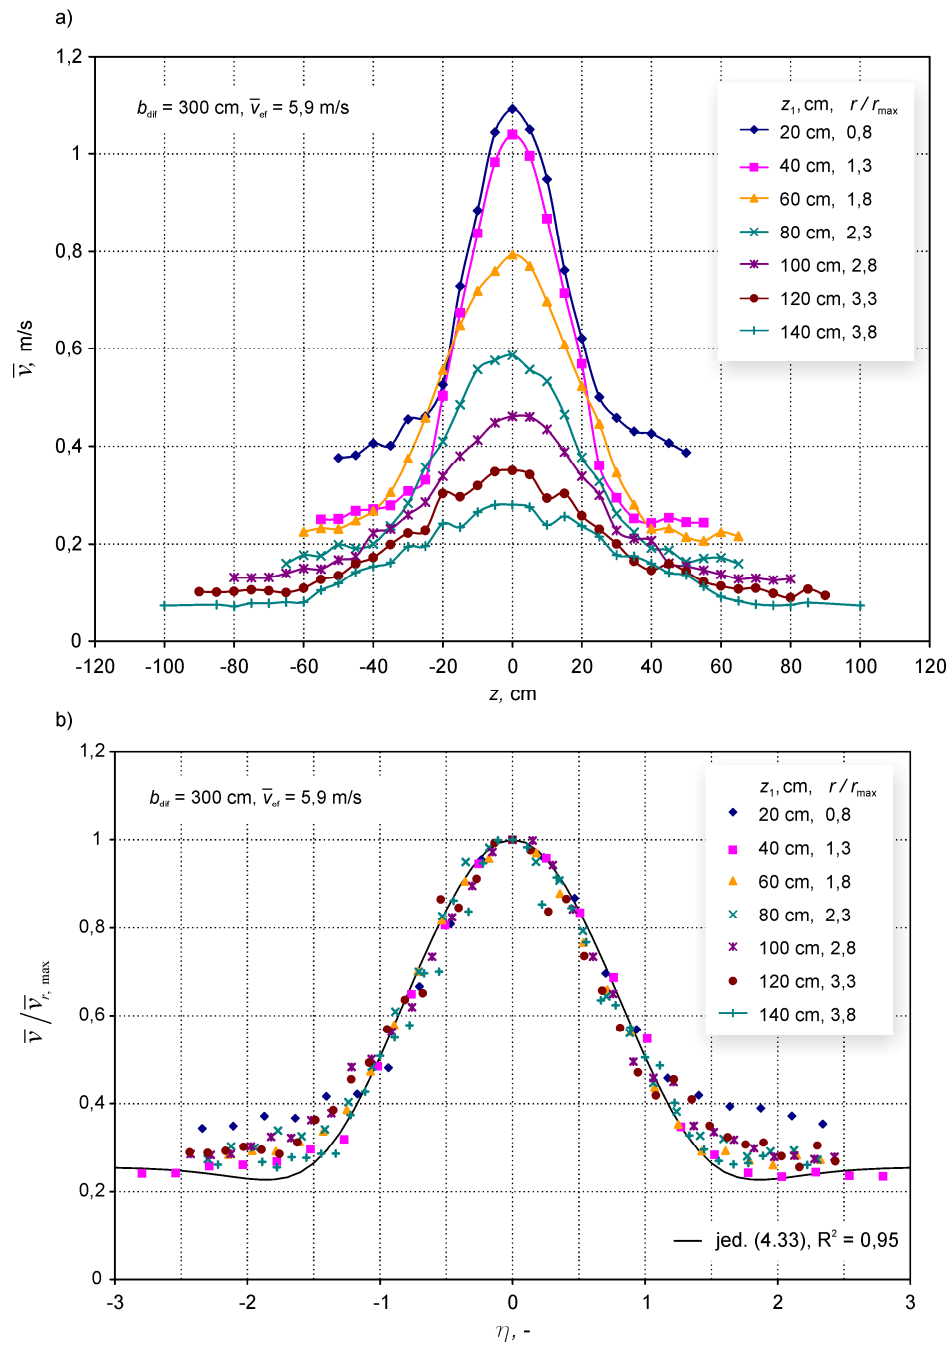 a)
1,2
1
0,8
0,6
0,4
0,2
0
v̅, m/s
b_dif = 300 cm, v̅_ef = 5,9 m/s
z₁, cm, r / r_max
20 cm, 0,8
40 cm, 1,3
60 cm, 1,8
80 cm, 2,3
100 cm, 2,8
120 cm, 3,3
140 cm, 3,8
-120 -100 -80 -60 -40 -20 0 20 40 60 80 100 120
z, cm
b)
1,2
1
0,8
0,6
0,4
0,2
0
v̅ / v̅_r, max
b_dif = 300 cm, v̅_ef = 5,9 m/s
z₁, cm, r / r_max
20 cm, 0,8
40 cm, 1,3
60 cm, 1,8
80 cm, 2,3
100 cm, 2,8
120 cm, 3,3
140 cm, 3,8
jed. (4.33), R² = 0,95
-3 -2 -1 0 1 2 3
η, -